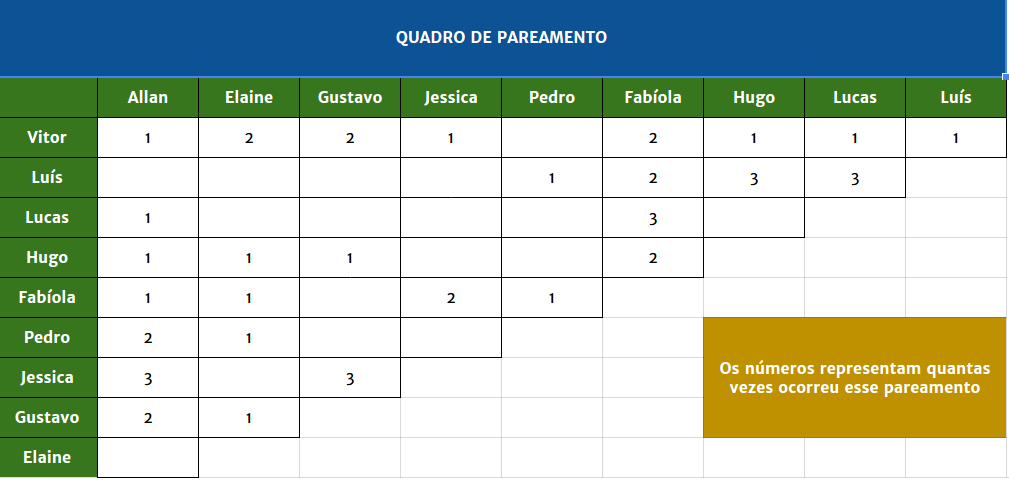 QUADRO DE PAREAMENTO
Allan Elaine Gustavo Jessica Pedro Fabíola Hugo Lucas Luís
Vitor 1 2 2 1 2 1 1 1
Luís 1 2 3 3
Lucas 1 3
Hugo 1 1 1 2
Fabíola 1 1 2 1
Pedro 2 1
Jessica 3 3
Gustavo 2 1
Elaine
Os números representam quantas
vezes ocorreu esse pareamento